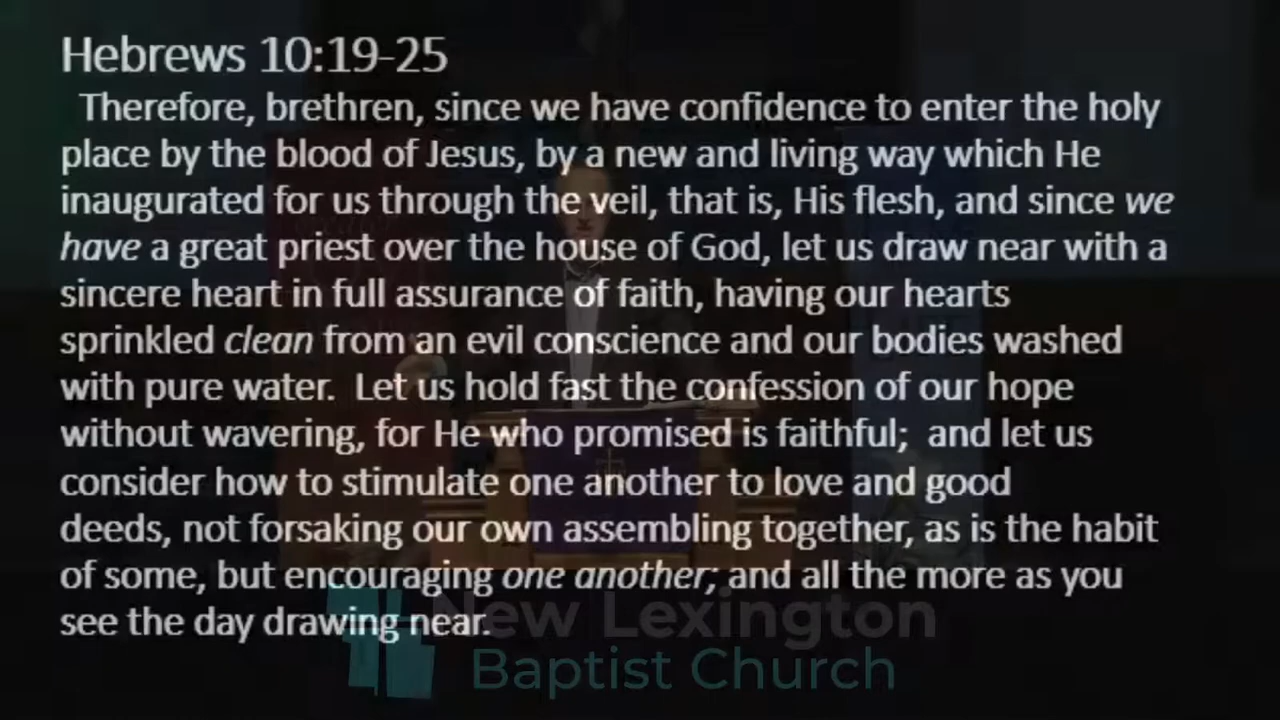 Hebrews 10:19-25
Therefore, brethren, since we have confidence to enter the holy
place by the blood of Jesus, by a new and living way which He
inaugurated for us through the veil, that is, His flesh, and since we
have a great priest over the house of God, let us draw near with a
sincere heart in full assurance of faith, having our hearts
sprinkled clean from an evil conscience and our bodies washed
with pure water.  Let us hold fast the confession of our hope
without wavering, for He who promised is faithful;  and let us
consider how to stimulate one another to love and good
deeds, not forsaking our own assembling together, as is the habit
of some, but encouraging one another; and all the more as you
see the day drawing near.
New Lexington
Baptist Church